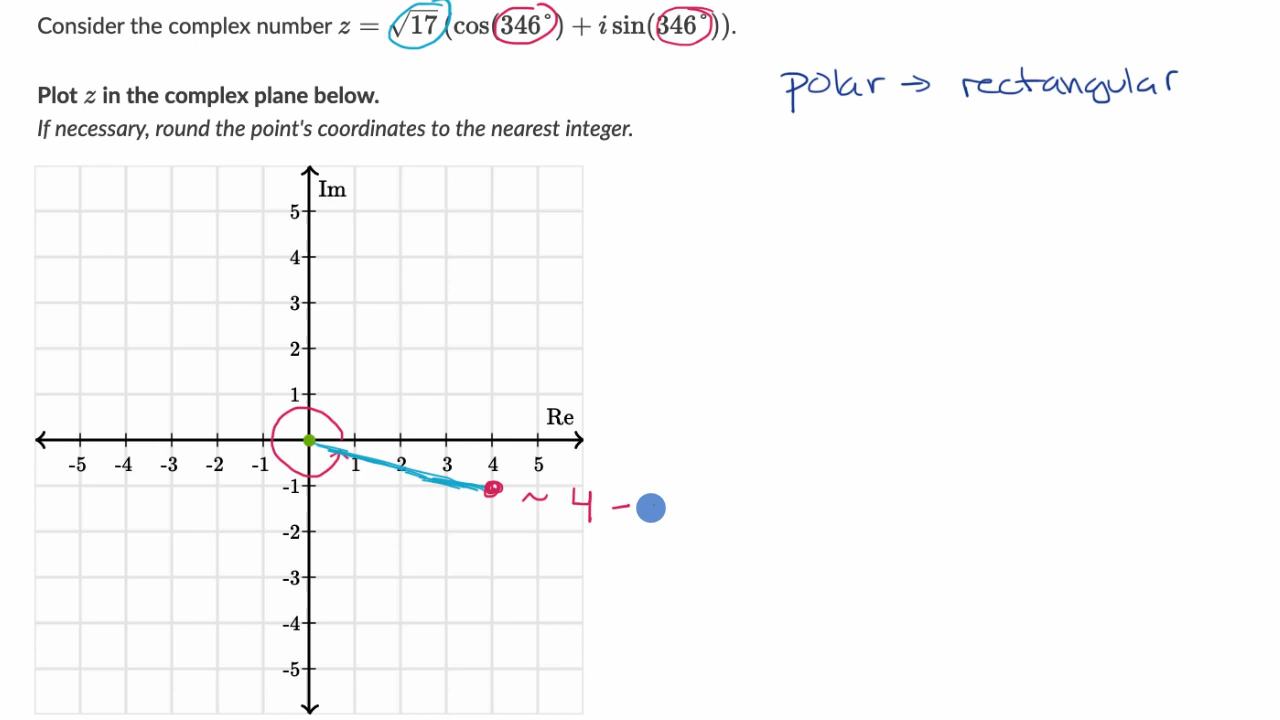 Consider the complex number z = √17 (cos(346°) + i sin(346°)).
polar → rectangular
Plot z in the complex plane below.
If necessary, round the point's coordinates to the nearest integer.
Im
5
4
3
2
1
Re
-5 -4 -3 -2 -1 1 2 3 4 5
-1
~ 4 -
-2
-3
-4
-5